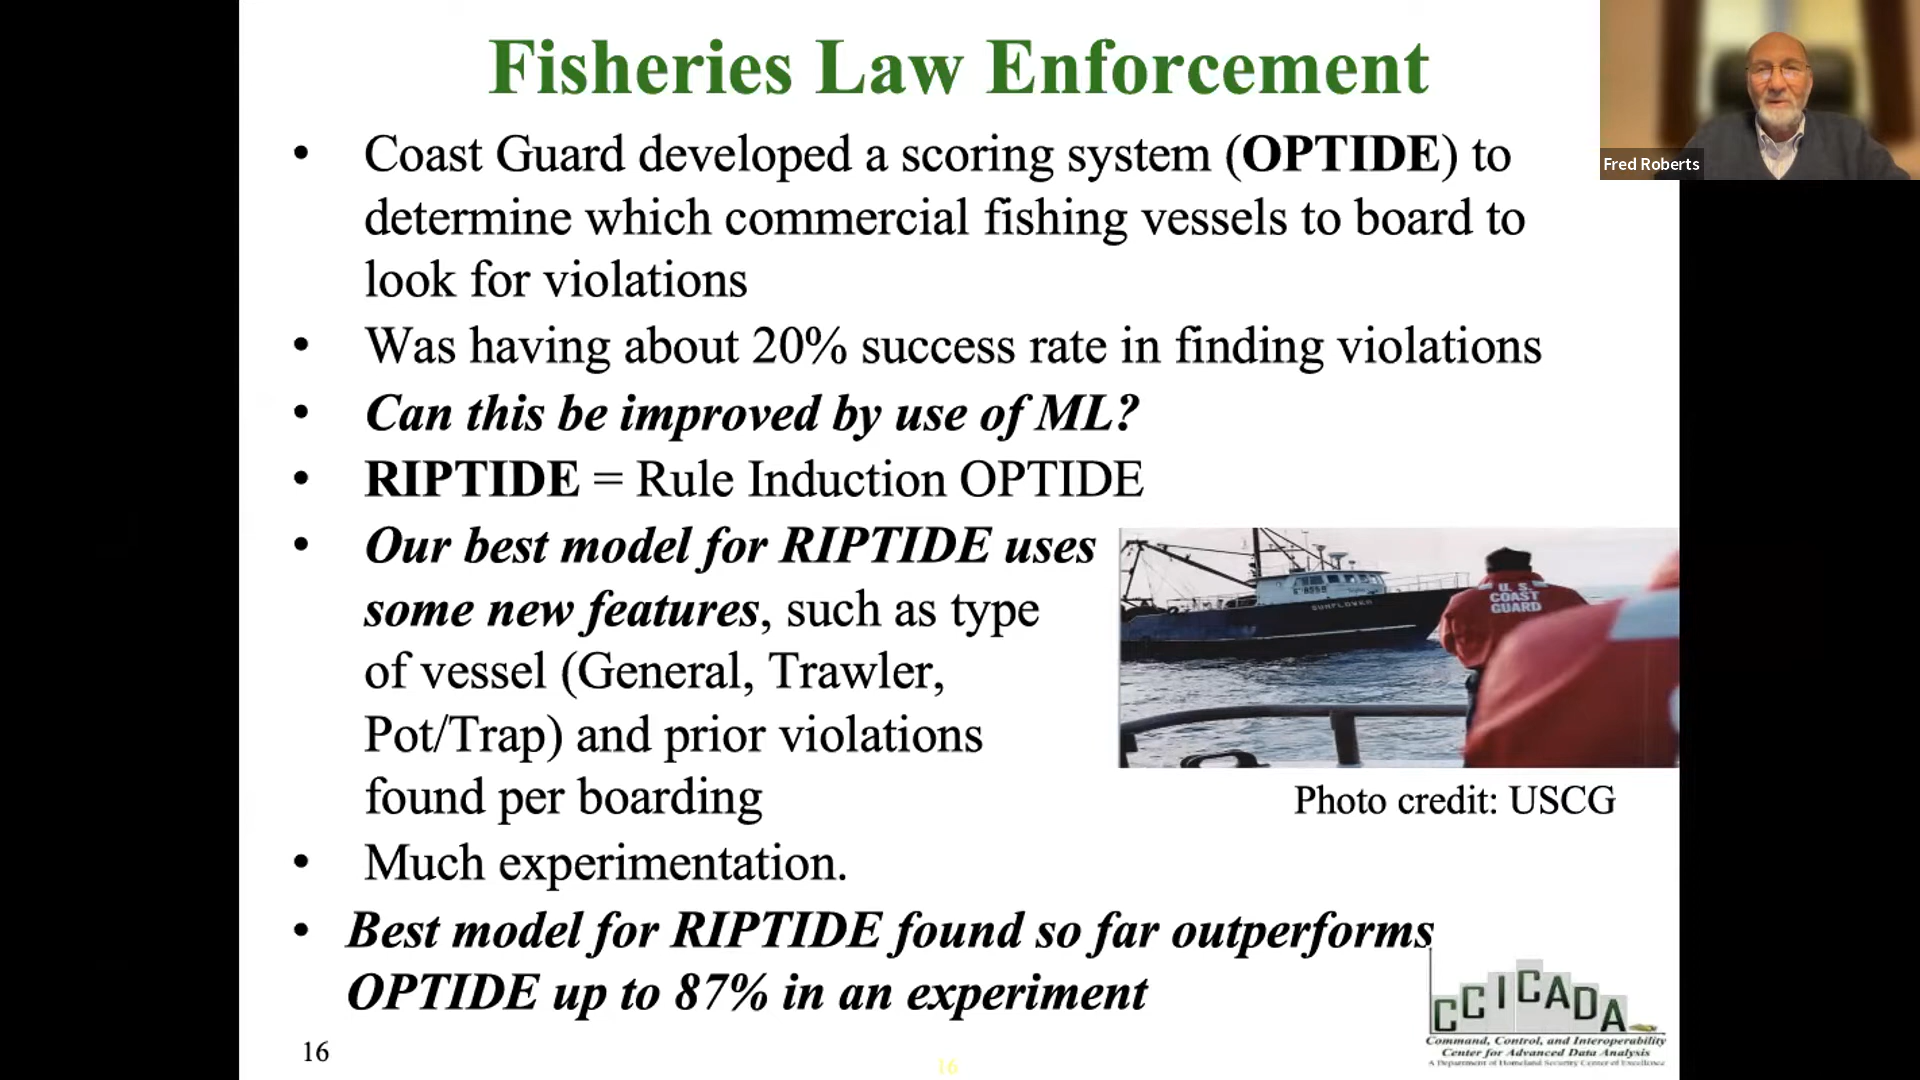 Fisheries Law Enforcement
• Coast Guard developed a scoring system (OPTIDE) to
determine which commercial fishing vessels to board to
look for violations
• Was having about 20% success rate in finding violations
• Can this be improved by use of ML?
• RIPTIDE = Rule Induction OPTIDE
• Our best model for RIPTIDE uses
some new features, such as type
of vessel (General, Trawler,
Pot/Trap) and prior violations
found per boarding
• Much experimentation.
• Best model for RIPTIDE found so far outperforms
OPTIDE up to 87% in an experiment
Fred Roberts
SUNFLOWER
U. S.
COAST
GUARD
Photo credit: USCG
CCICADA
Command, Control, and Interoperability
Center for Advanced Data Analysis
A Department of Homeland Security Center of Excellence
16
16